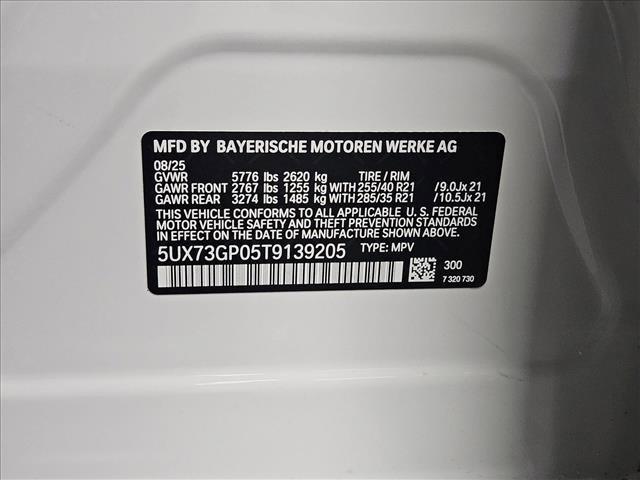 MFD BY BAYERISCHE MOTOREN WERKE AG
08/25
GVWR 5776 lbs 2620 kg TIRE / RIM
GAWR FRONT 2767 lbs 1255 kg WITH 255/40 R21 /9.0Jx 21
GAWR REAR 3274 lbs 1485 kg WITH 285/35 R21 /10.5Jx 21
THIS VEHICLE CONFORMS TO ALL APPLICABLE U. S. FEDERAL
MOTOR VEHICLE SAFETY AND THEFT PREVENTION STANDARDS
IN EFFECT ON THE DATE OF MANUFACTURE SHOWN ABOVE.
5UX73GP05T9139205 TYPE: MPV
300
7 320 730